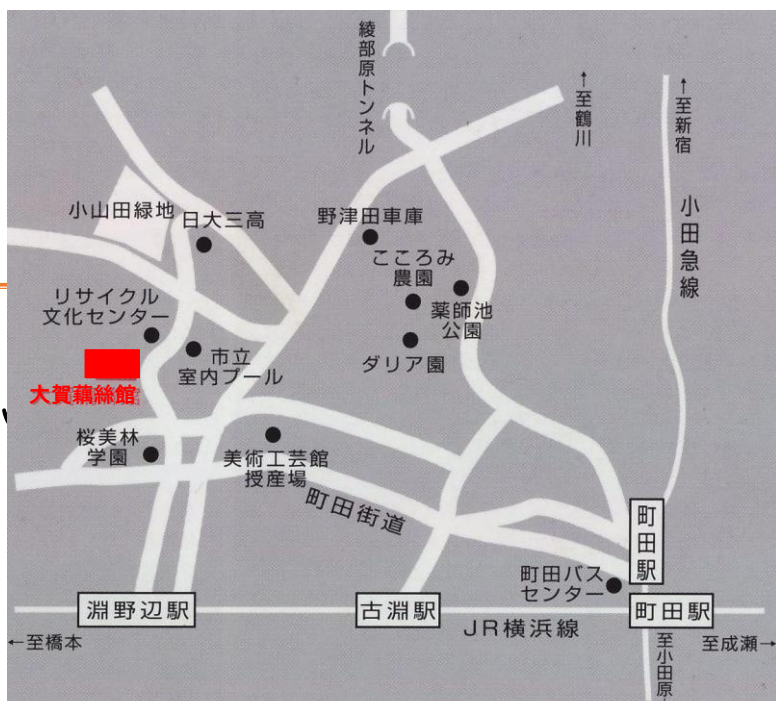 綾部原トンネル
↑至鶴川
↑至新宿
小田急線
小山田緑地
日大三高
野津田車庫
こころみ
農園
薬師池
公園
リサイクル
文化センター
市立
室内プール
ダリア園
大賀藕絲館
桜美林
学園
美術工芸館
授産場
町田街道
町田駅
町田バス
センター
淵野辺駅
古淵駅
町田駅
JR横浜線
←至橋本
至成瀬→
至小田原